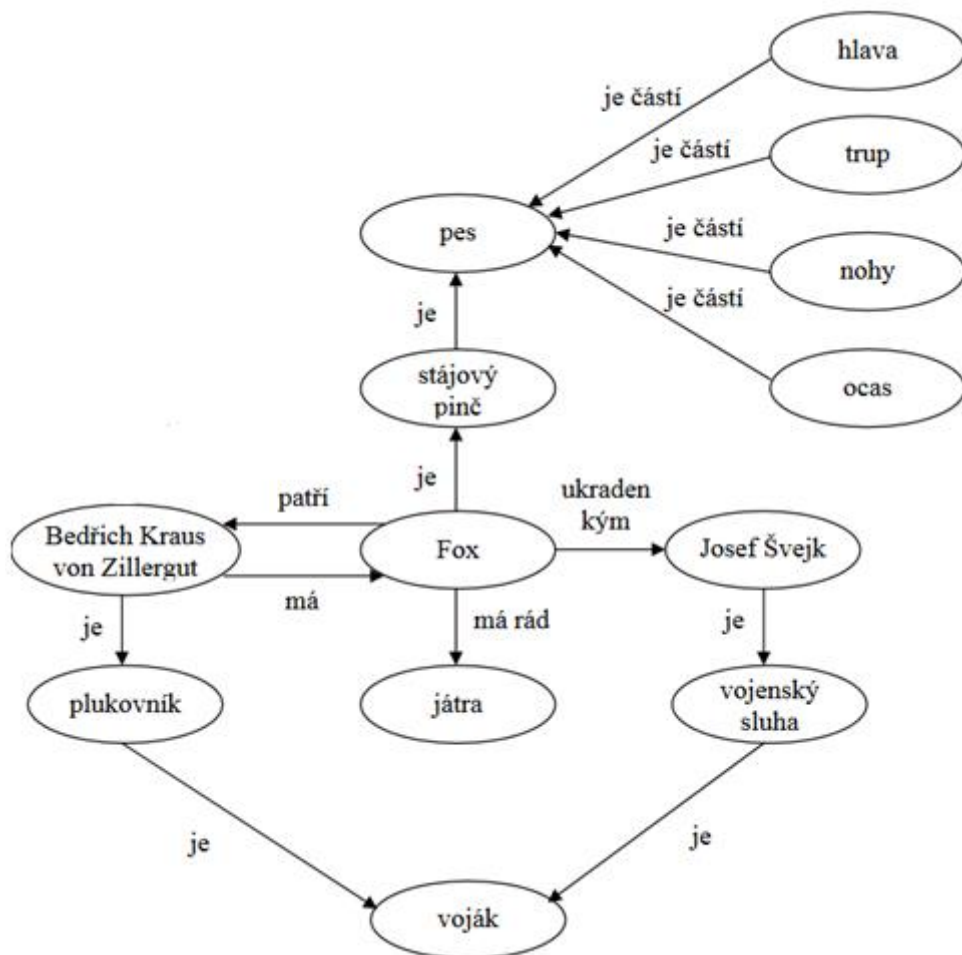 hlava
je částí
je částí
trup
pes
je částí
nohy
je částí
je
stájový
pinč
ocas
patří
je
ukraden
kým
Bedřich Kraus
von Zillergut
Fox
Josef Švejk
má
je
má rád
je
plukovník
játra
vojenský
sluha
je
je
voják